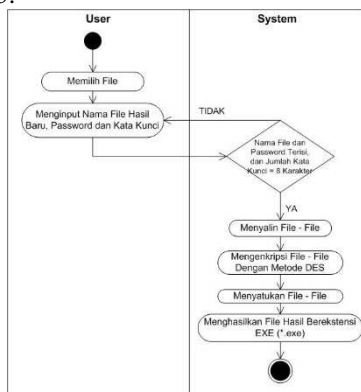 User
System
Memilih File
Menginput Nama File Hasil
Baru, Password dan Kata Kunci
TIDAK
Nama File dan
Password Terisi,
dan Jumlah Kata
Kunci = 8 Karakter
YA
Menyalin File - File
Mengenkripsi File - File
Dengan Metode DES
Menyatukan File - File
Menghasilkan File Hasil Berekstensi
EXE (*.exe)